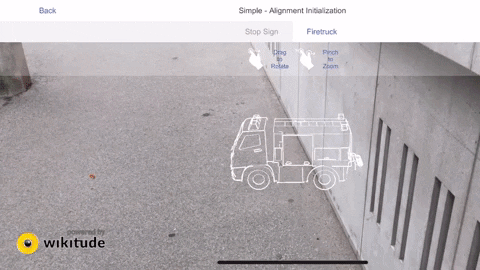 Back
Simple - Alignment Initialization
Stop Sign
Firetruck
Drag
to
Rotate
Pinch
to
Zoom
powered by
wikitude